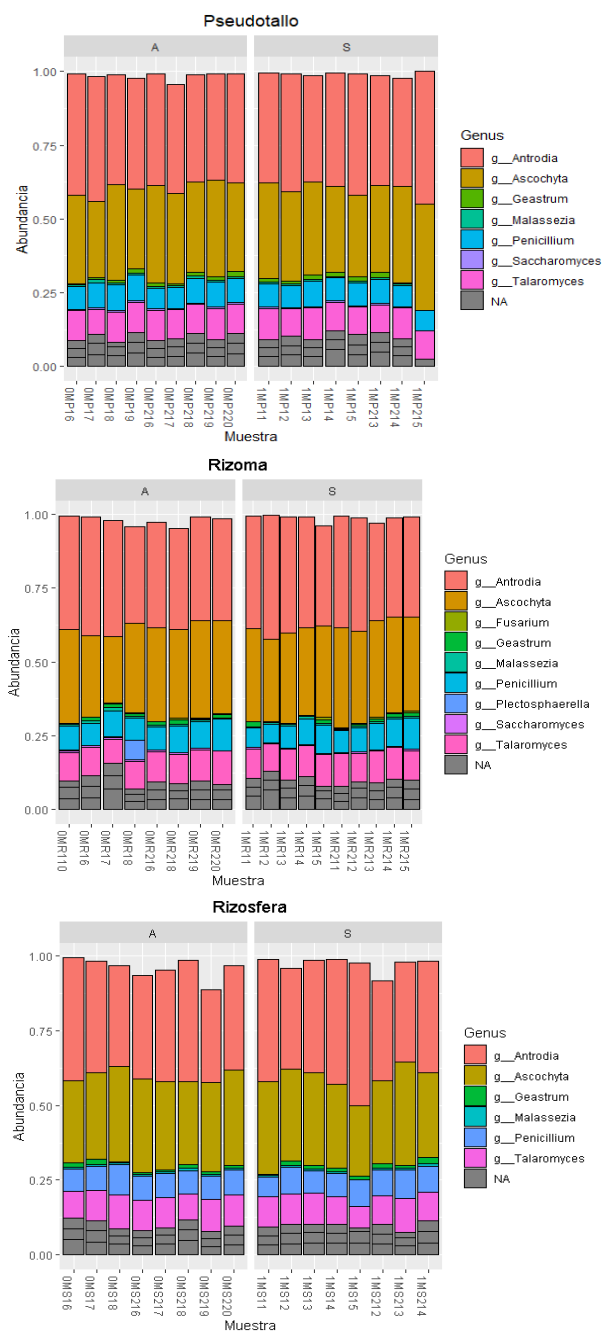 Pseudotallo
A S
1.00
0.75
0.50
0.25
0.00
Abundancia
0MP16 0MP17 0MP18 0MP19 0MP216 0MP217 0MP218 0MP219 0MP220 1MP11 1MP12 1MP13 1MP14 1MP15 1MP213 1MP214 1MP215
Muestra
Genus
g__Antrodia
g__Ascochyta
g__Geastrum
g__Malassezia
g__Penicillium
g__Saccharomyces
g__Talaromyces
NA
Rizoma
A S
1.00
0.75
0.50
0.25
0.00
Abundancia
0MR110 0MR16 0MR17 0MR18 0MR216 0MR218 0MR219 0MR220 1MR11 1MR12 1MR13 1MR14 1MR15 1MR211 1MR212 1MR213 1MR214 1MR215
Muestra
Genus
g__Antrodia
g__Ascochyta
g__Fusarium
g__Geastrum
g__Malassezia
g__Penicillium
g__Plectosphaerella
g__Saccharomyces
g__Talaromyces
NA
Rizosfera
A S
1.00
0.75
0.50
0.25
0.00
Abundancia
0MS16 0MS17 0MS18 0MS216 0MS217 0MS218 0MS219 0MS220 1MS11 1MS12 1MS13 1MS14 1MS15 1MS212 1MS213 1MS214
Muestra
Genus
g__Antrodia
g__Ascochyta
g__Geastrum
g__Malassezia
g__Penicillium
g__Talaromyces
NA